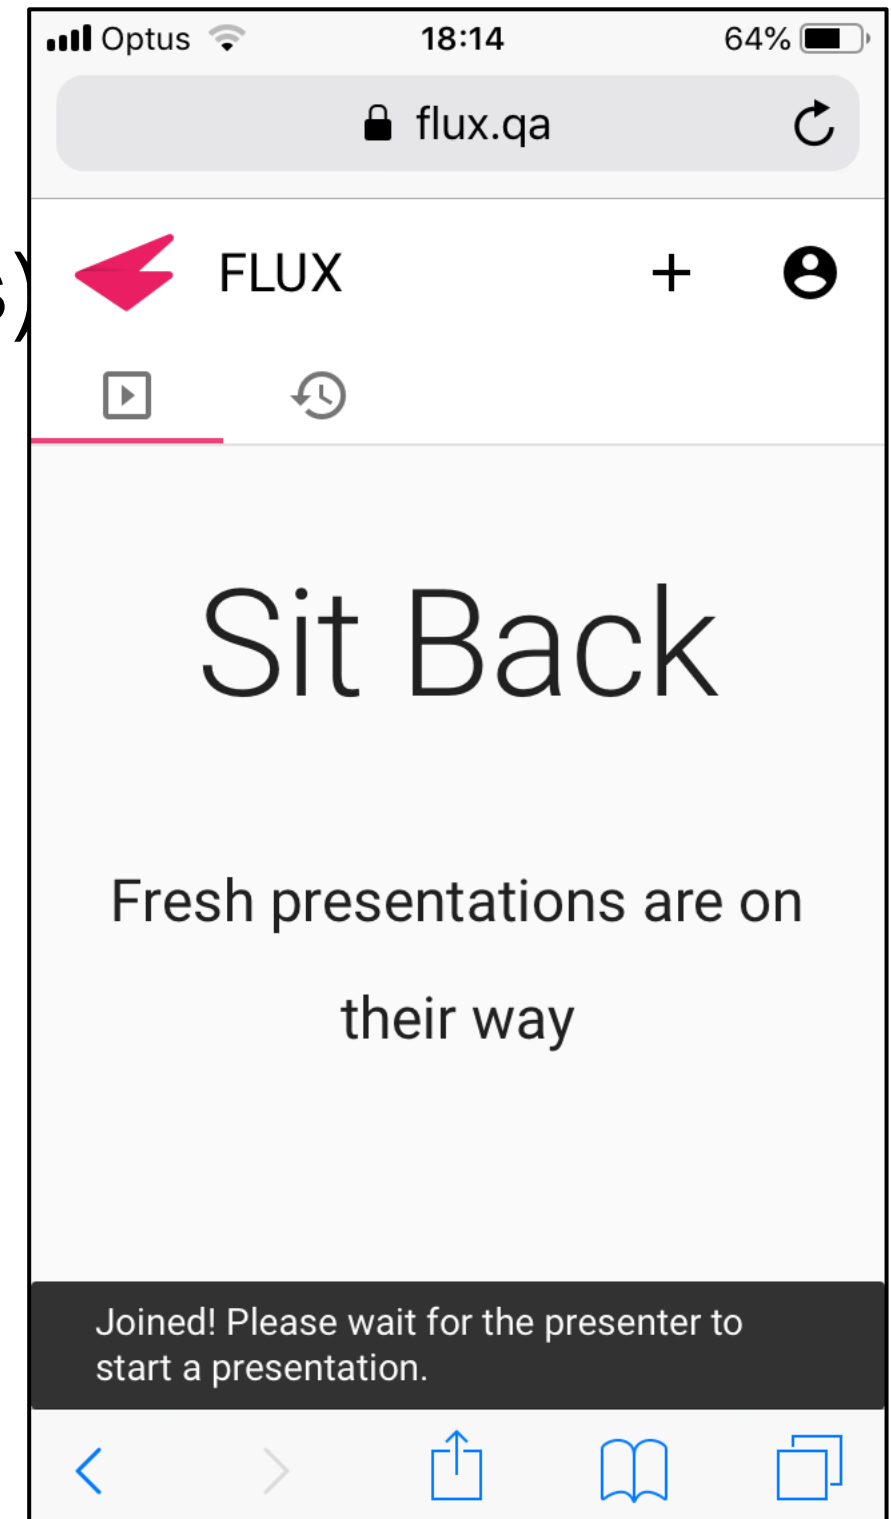 Optus 18:14 64%
flux.qa
s)
FLUX
Sit Back
Fresh presentations are on
their way
Joined! Please wait for the presenter to
start a presentation.